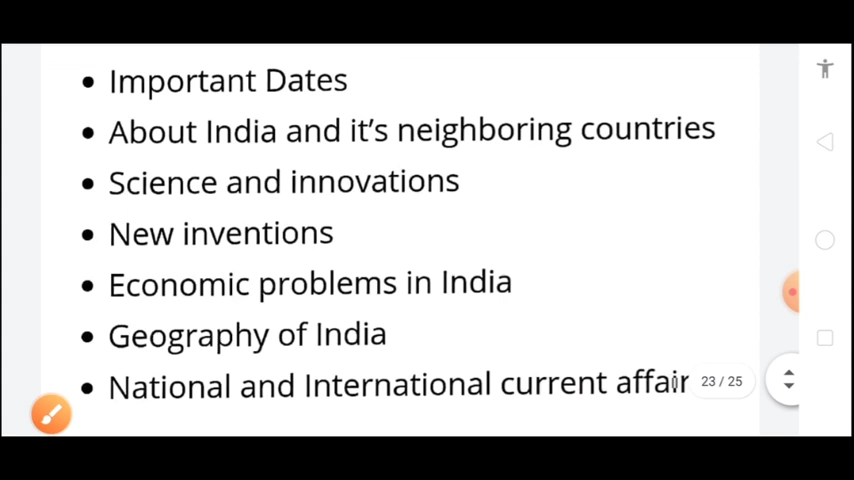 • Important Dates
• About India and it's neighboring countries
• Science and innovations
• New inventions
• Economic problems in India
• Geography of India
• National and International current affair
23 / 25